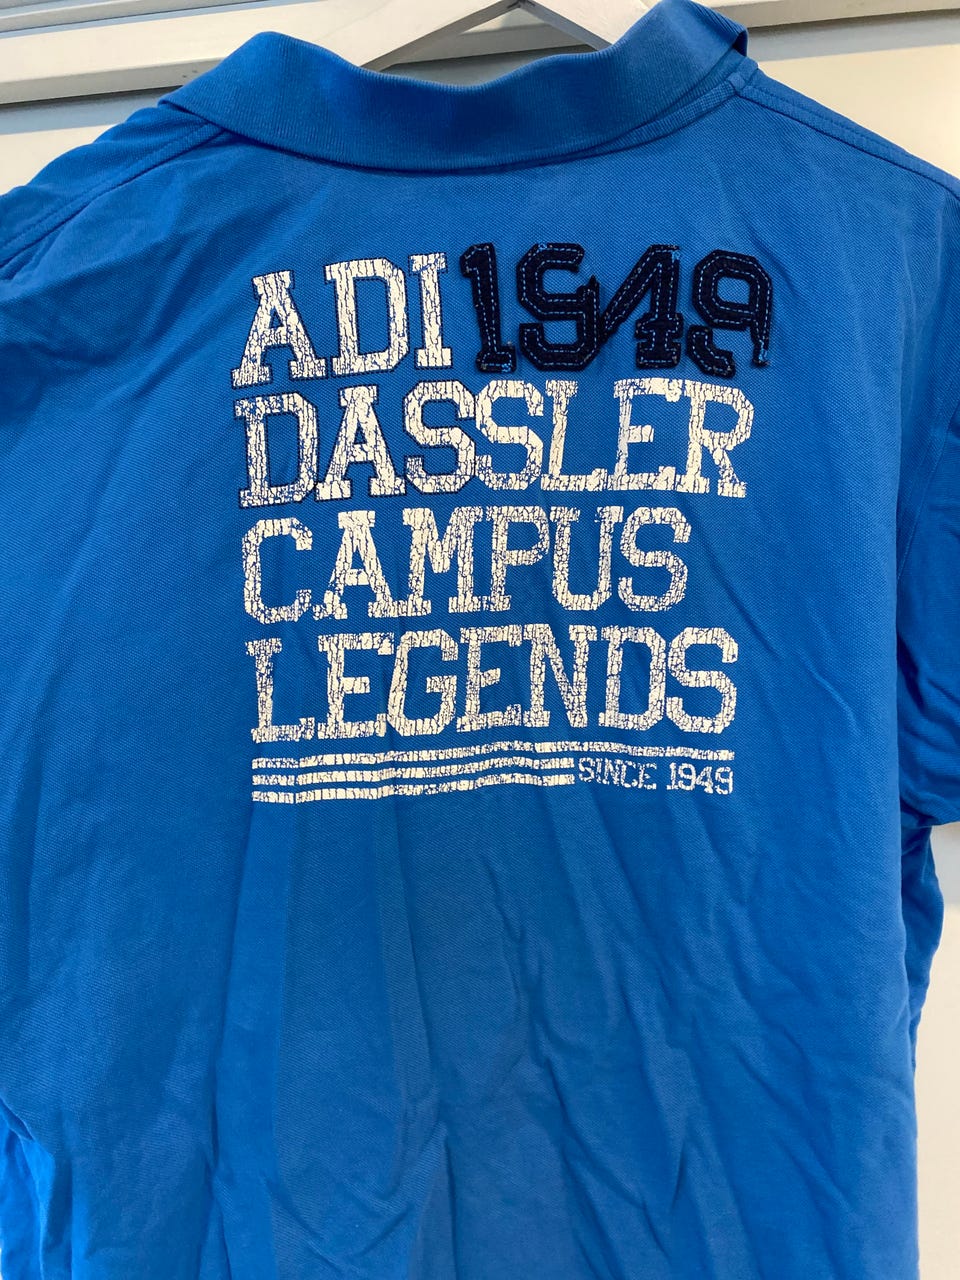 ADI 1949
DASSLER
CAMPUS
LEGENDS
SINCE 1949